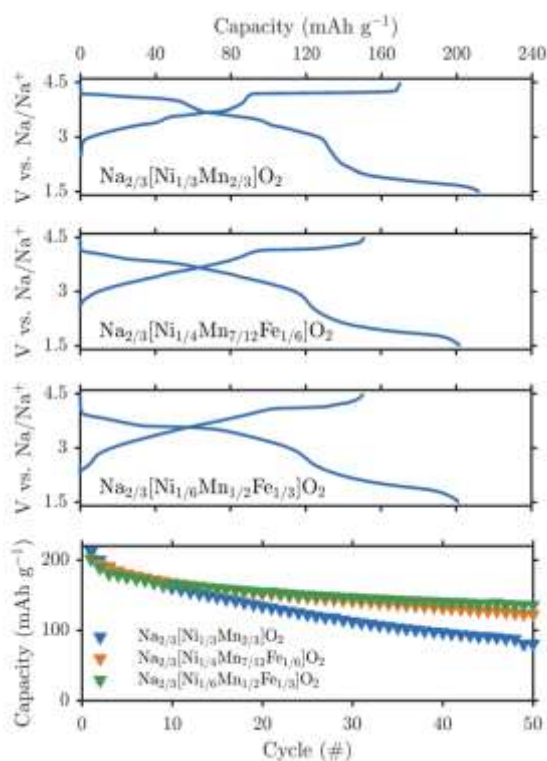 Capacity (mAh g⁻¹)
0 40 80 120 160 200 240
V vs. Na/Na⁺
4.5
3
1.5
Na₂/₃[Ni₁/₃Mn₂/₃]O₂
V vs. Na/Na⁺
4.5
3
1.5
Na₂/₃[Ni₁/₄Mn₇/₁₂Fe₁/₆]O₂
V vs. Na/Na⁺
4.5
3
1.5
Na₂/₃[Ni₁/₆Mn₁/₂Fe₁/₃]O₂
Capacity (mAh g⁻¹)
200
100
0
Na₂/₃[Ni₁/₃Mn₂/₃]O₂
Na₂/₃[Ni₁/₄Mn₇/₁₂Fe₁/₆]O₂
Na₂/₃[Ni₁/₆Mn₁/₂Fe₁/₃]O₂
0 10 20 30 40 50
Cycle (#)